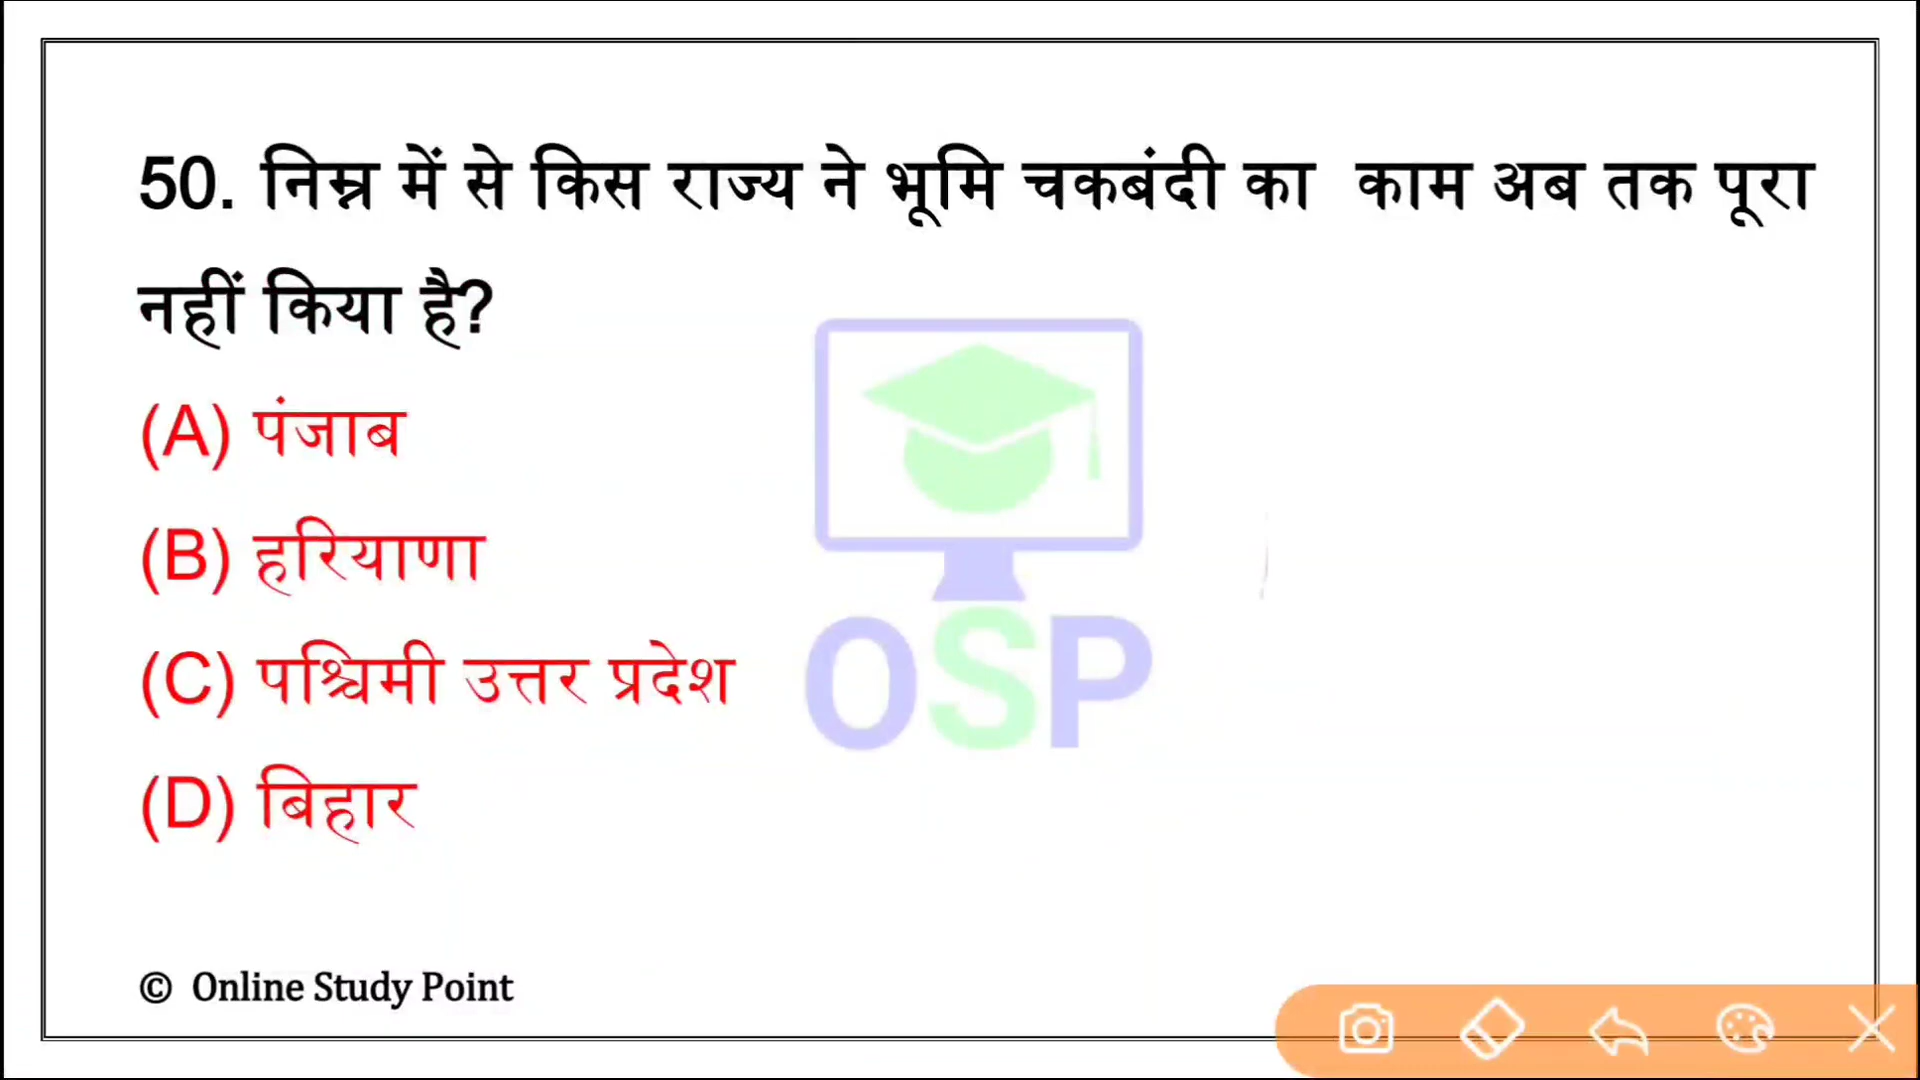 50. निम्न में से किस राज्य ने भूमि चकबंदी का काम अब तक पूरा
नहीं किया है?
(A) पंजाब
(B) हरियाणा
(C) पश्चिमी उत्तर प्रदेश
(D) बिहार
OSP
© Online Study Point